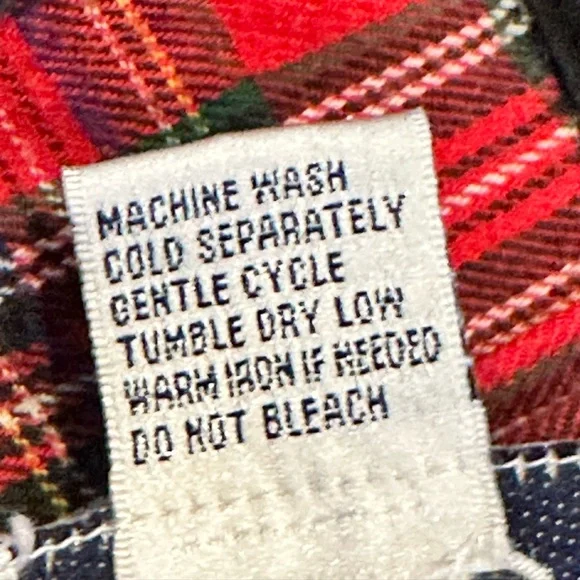 MACHINE WASH
COLD SEPARATELY
GENTLE CYCLE
TUMBLE DRY LOW
WARM IRON IF NEEDED
DO NOT BLEACH